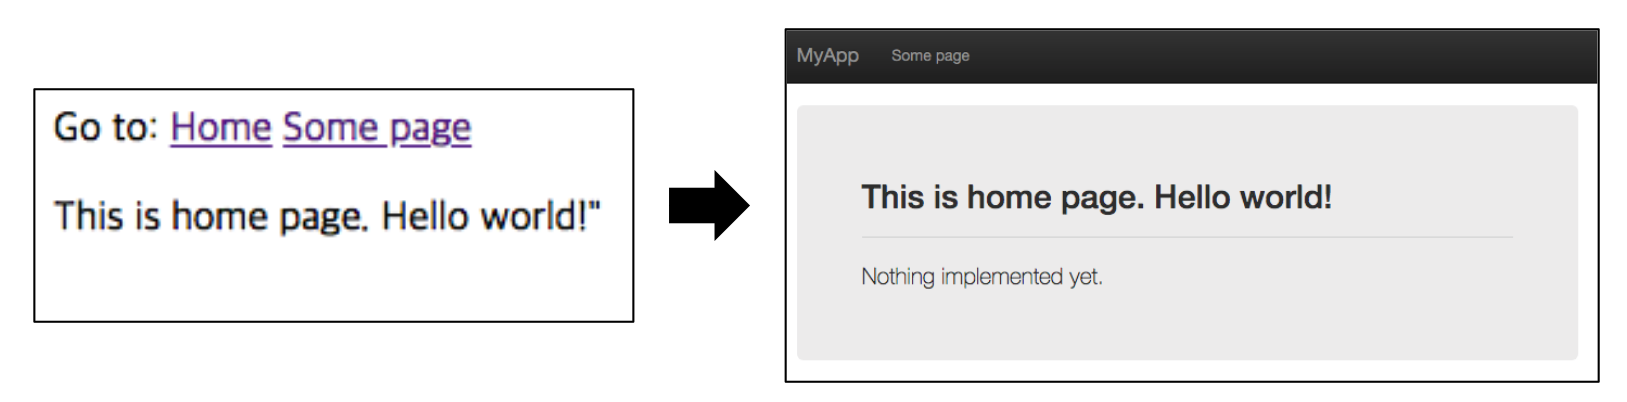 Go to: Home Some page
This is home page. Hello world!"
MyApp Some page
This is home page. Hello world!
Nothing implemented yet.